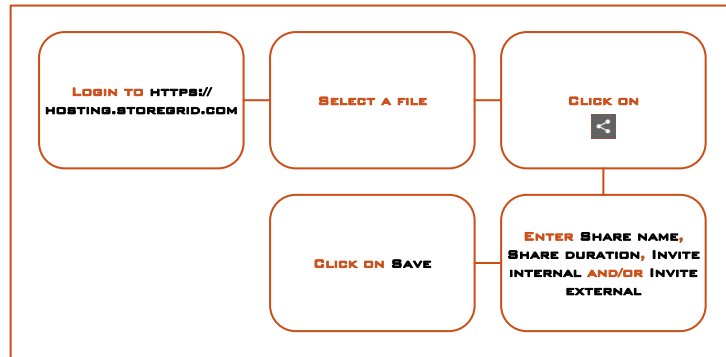 Login to https://
hosting.storegrid.com
Select a file
Click on
Enter Share name,
Share duration, Invite
internal and/or Invite
external
Click on Save